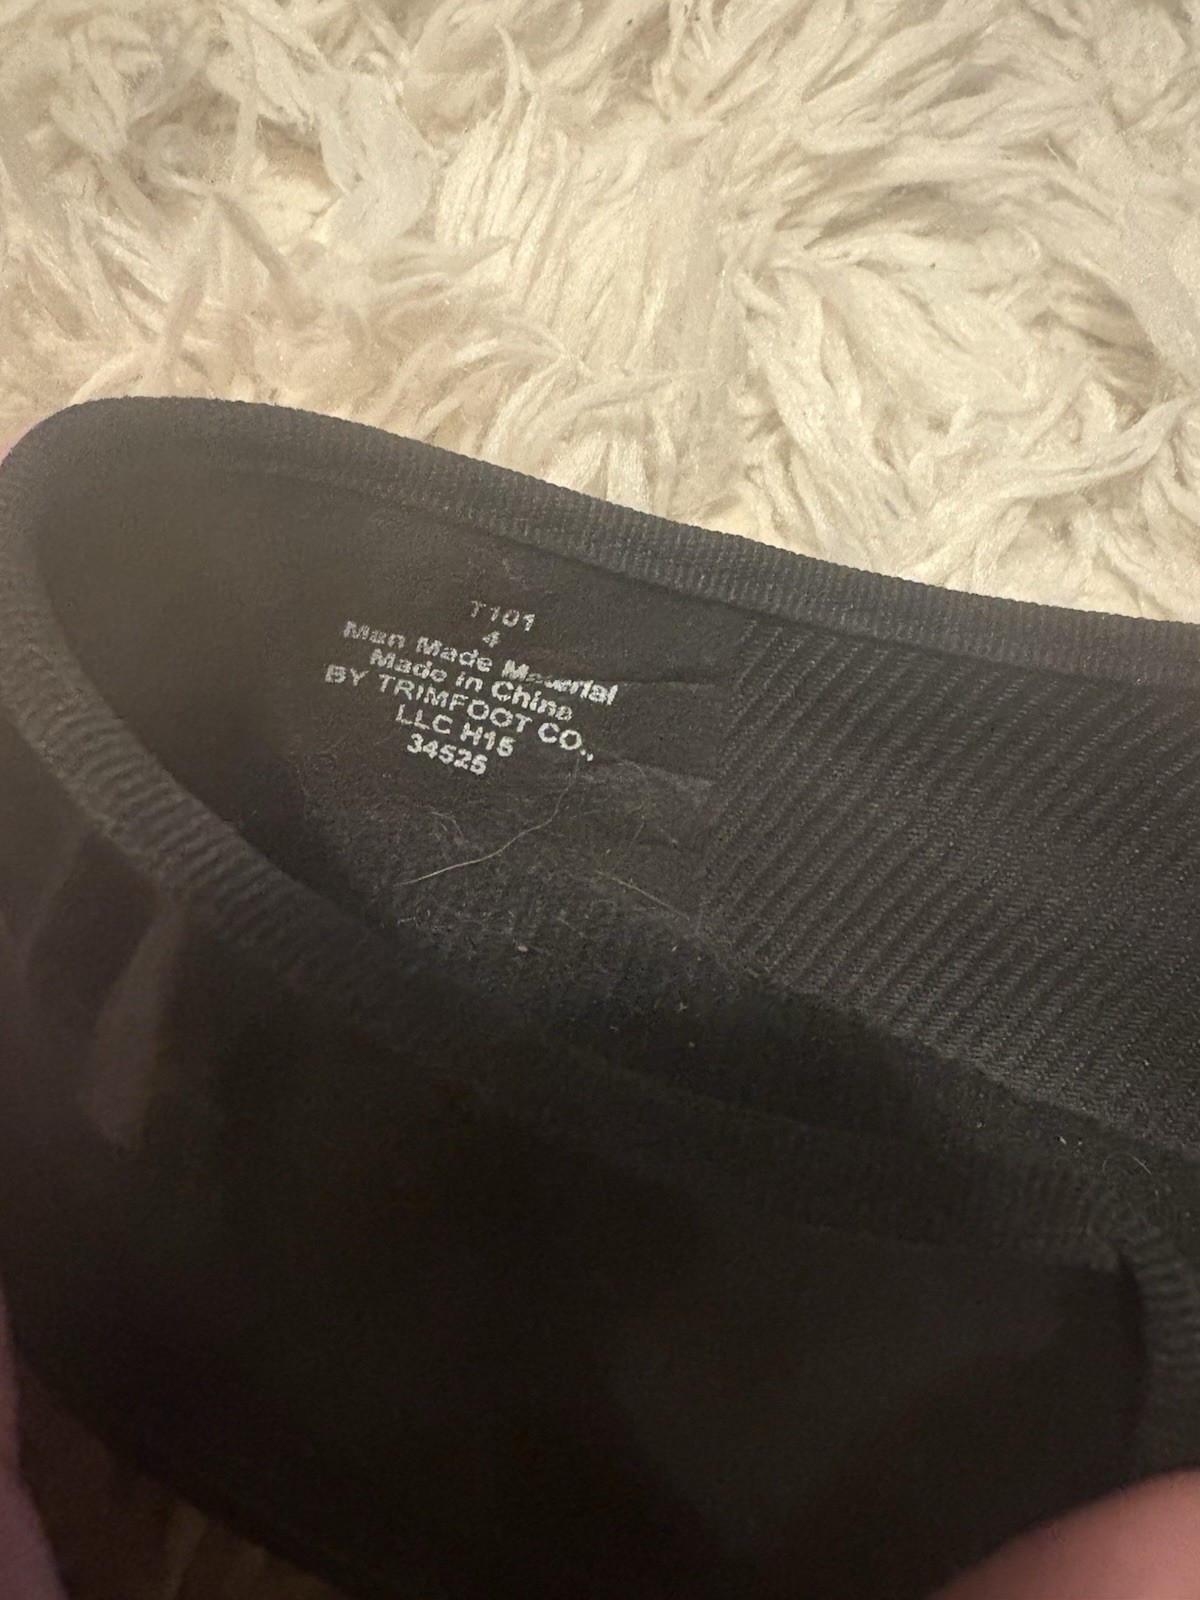 T101
4
Man Made Material
Made in China
BY TRIMFOOT CO.,
LLC H15
34525